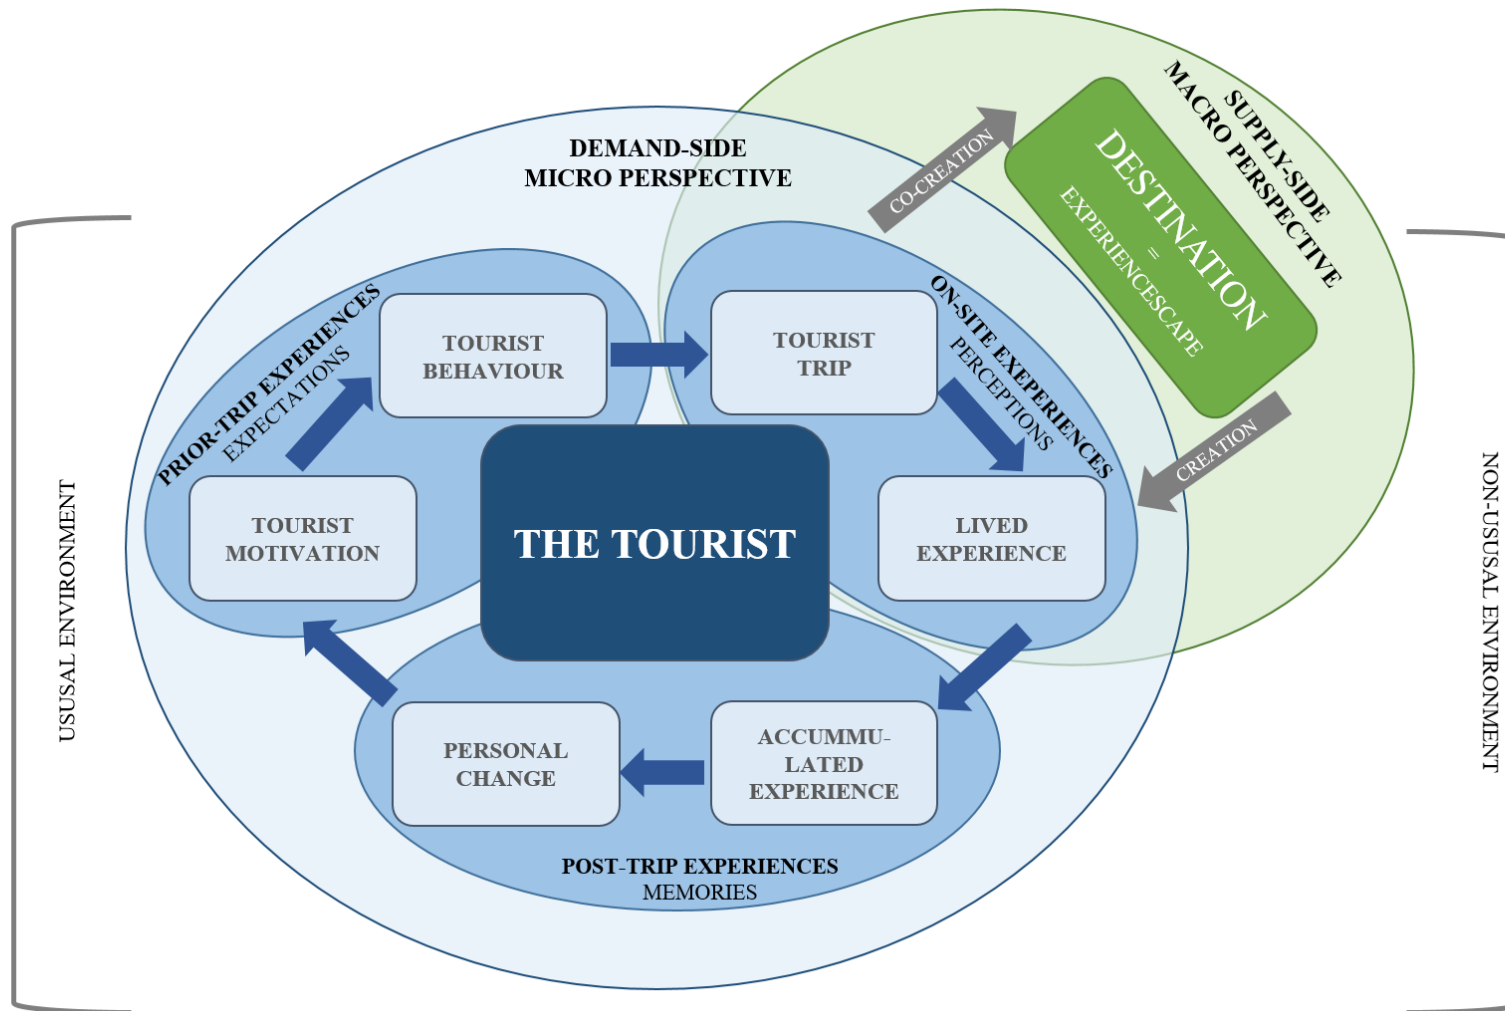 SUPPLY-SIDE
MACRO PERSPECTIVE
DEMAND-SIDE
MICRO PERSPECTIVE
CO-CREATION
DESTINATION
=
EXPERIENCESCAPE
CREATION
PRIOR-TRIP EXPERIENCES
EXPECTATIONS
TOURIST
BEHAVIOUR
TOURIST
TRIP
ON-SITE EXEPERIENCES
PERCEPTIONS
TOURIST
MOTIVATION
THE TOURIST
LIVED
EXPERIENCE
PERSONAL
CHANGE
ACCUMMU-
LATED
EXPERIENCE
POST-TRIP EXPERIENCES
MEMORIES
USUSAL ENVIRONMENT
NON-USUSAL ENVIRONMENT